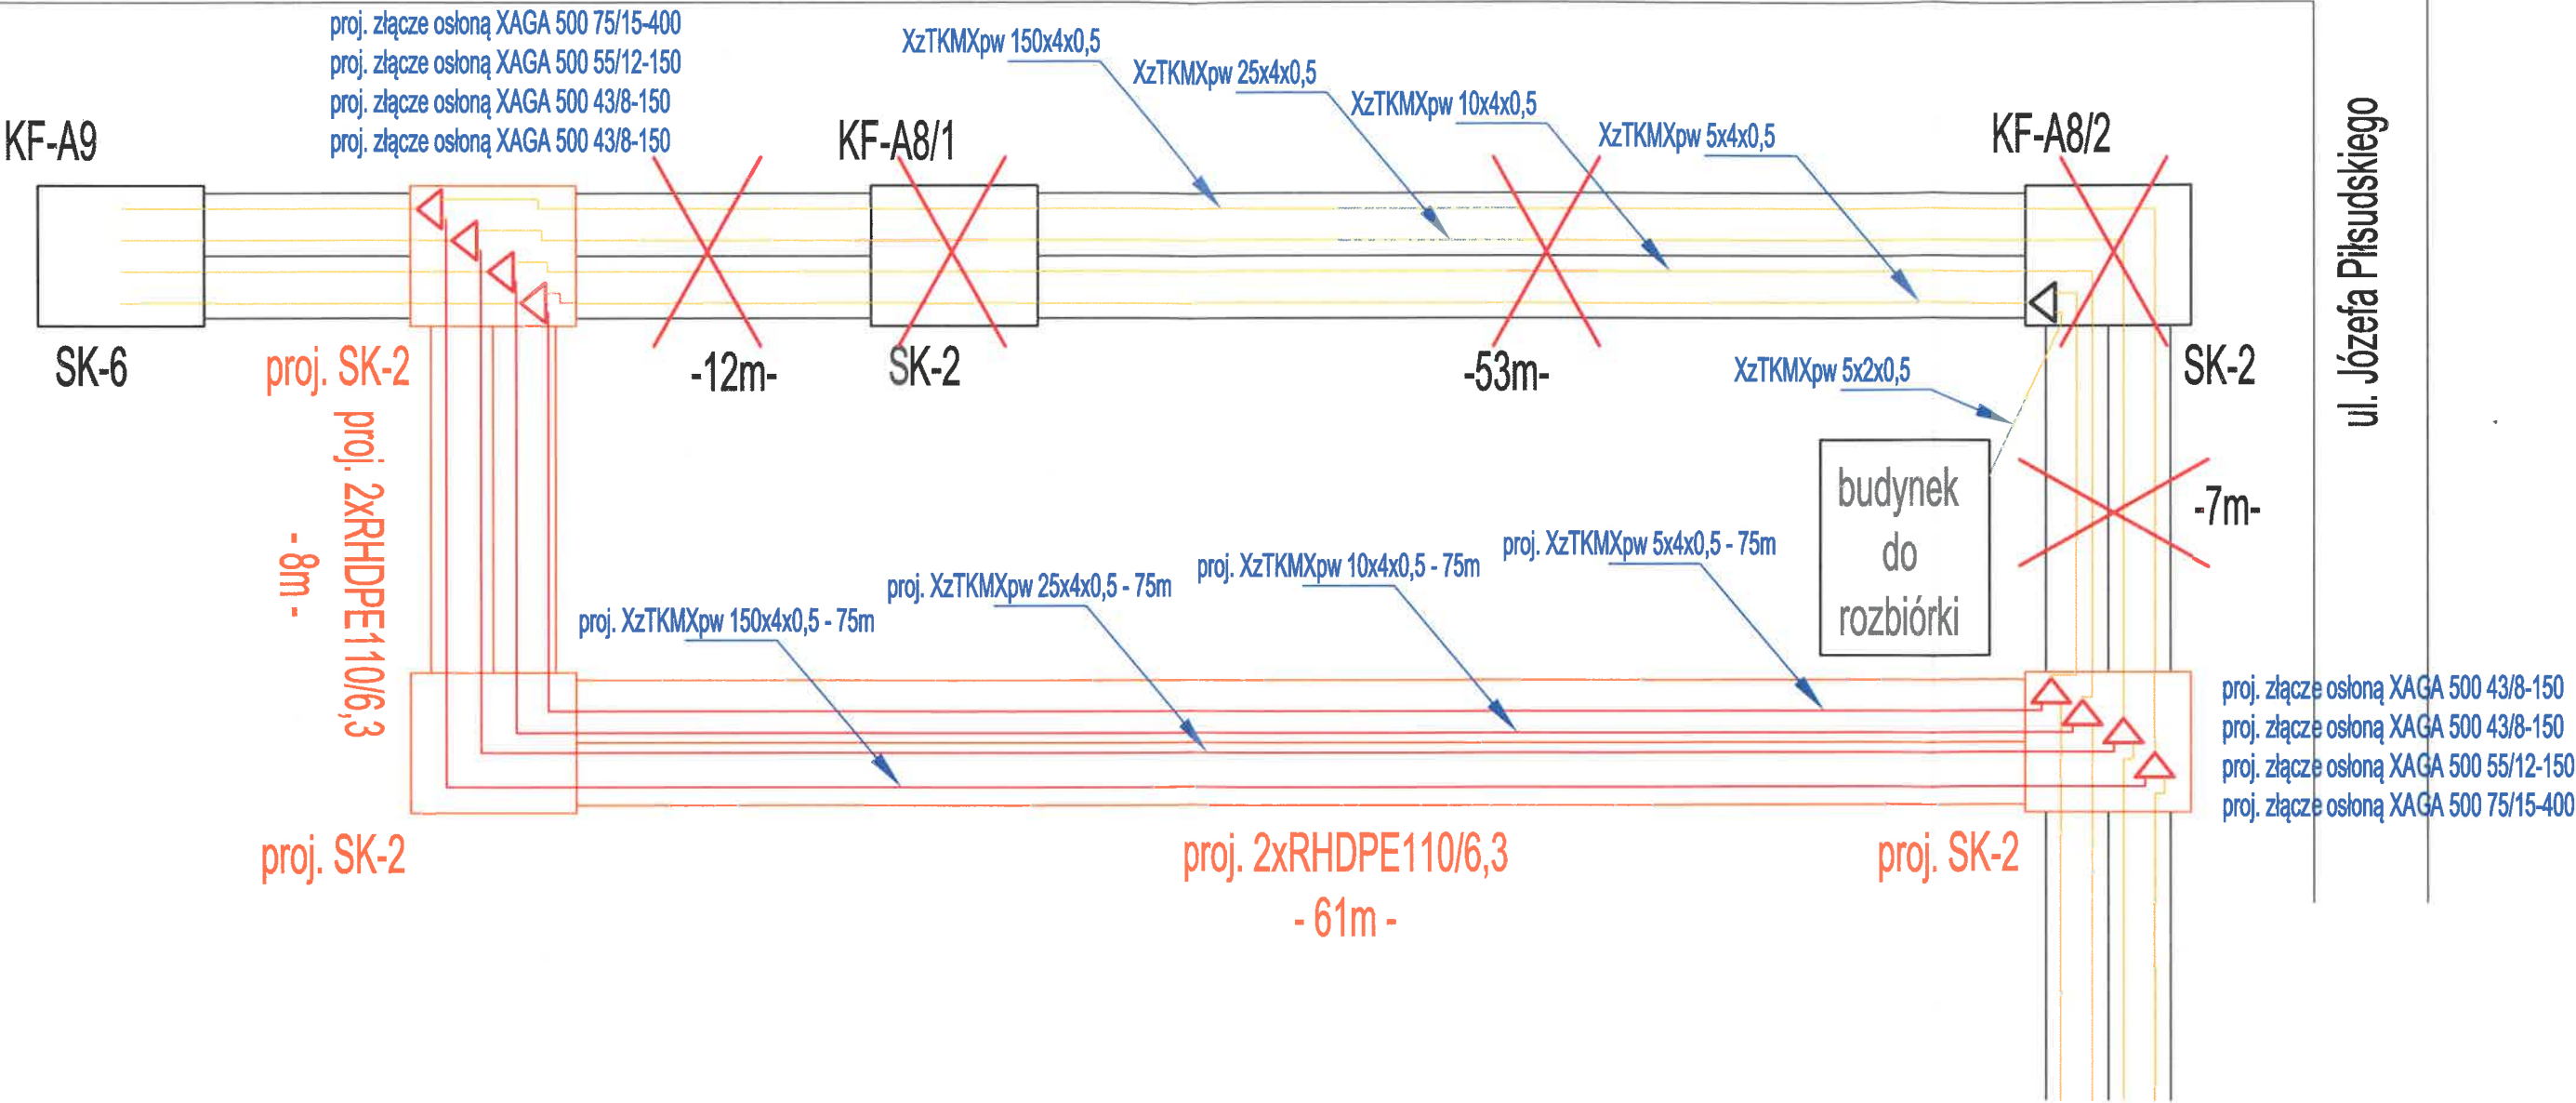 proj. złącze osłoną XAGA 500 75/15-400
proj. złącze osłoną XAGA 500 55/12-150
proj. złącze osłoną XAGA 500 43/8-150
proj. złącze osłoną XAGA 500 43/8-150
XzTKMXpw 150x4x0,5
XzTKMXpw 25x4x0,5
XzTKMXpw 10x4x0,5
XzTKMXpw 5x4x0,5
KF-A9
KF-A8/1
KF-A8/2
ul. Józefa Piłsudskiego
SK-6
proj. SK-2
-12m-
SK-2
-53m-
XzTKMXpw 5x2x0,5
SK-2
proj. 2xRHDPE110/6,3
- 8m -
budynek
do
rozbiórki
-7m-
proj. XzTKMXpw 150x4x0,5 - 75m
proj. XzTKMXpw 25x4x0,5 - 75m
proj. XzTKMXpw 10x4x0,5 - 75m
proj. XzTKMXpw 5x4x0,5 - 75m
proj. złącze osłoną XAGA 500 43/8-150
proj. złącze osłoną XAGA 500 43/8-150
proj. złącze osłoną XAGA 500 55/12-150
proj. złącze osłoną XAGA 500 75/15-400
proj. SK-2
proj. 2xRHDPE110/6,3
- 61m -
proj. SK-2